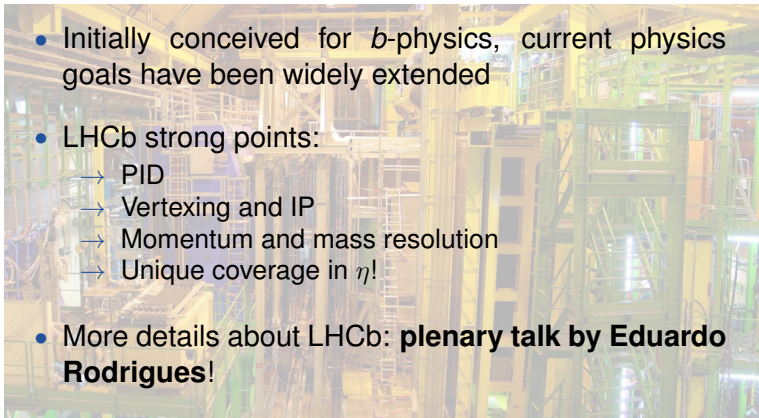 • Initially conceived for b-physics, current physics
goals have been widely extended
• LHCb strong points:
→ PID
→ Vertexing and IP
→ Momentum and mass resolution
→ Unique coverage in η!
• More details about LHCb: plenary talk by Eduardo
Rodrigues!